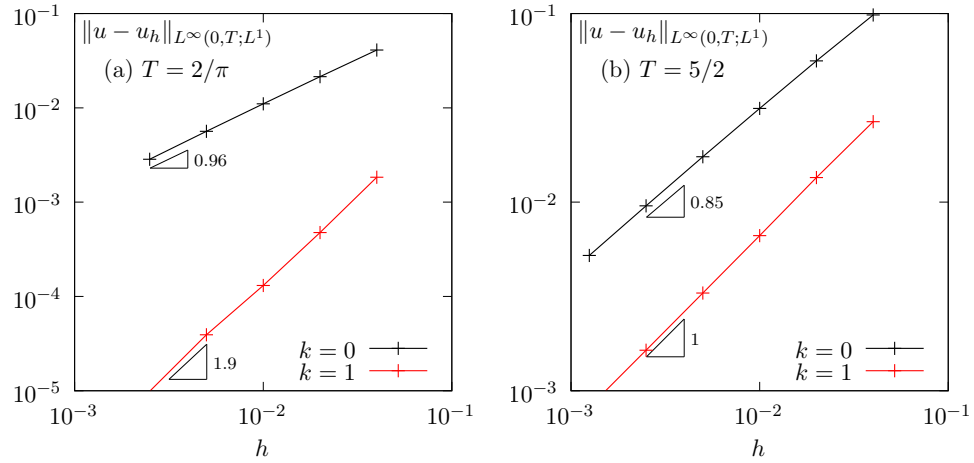 10^{-1}
10^{-2}
10^{-3}
10^{-4}
10^{-5}
‖u − u_h‖_{L^∞(0,T;L^1)}
(a) T = 2/π
0.96
1.9
k = 0
k = 1
10^{-3}
10^{-2}
10^{-1}
h
10^{-1}
10^{-2}
10^{-3}
‖u − u_h‖_{L^∞(0,T;L^1)}
(b) T = 5/2
0.85
1
k = 0
k = 1
10^{-3}
10^{-2}
10^{-1}
h